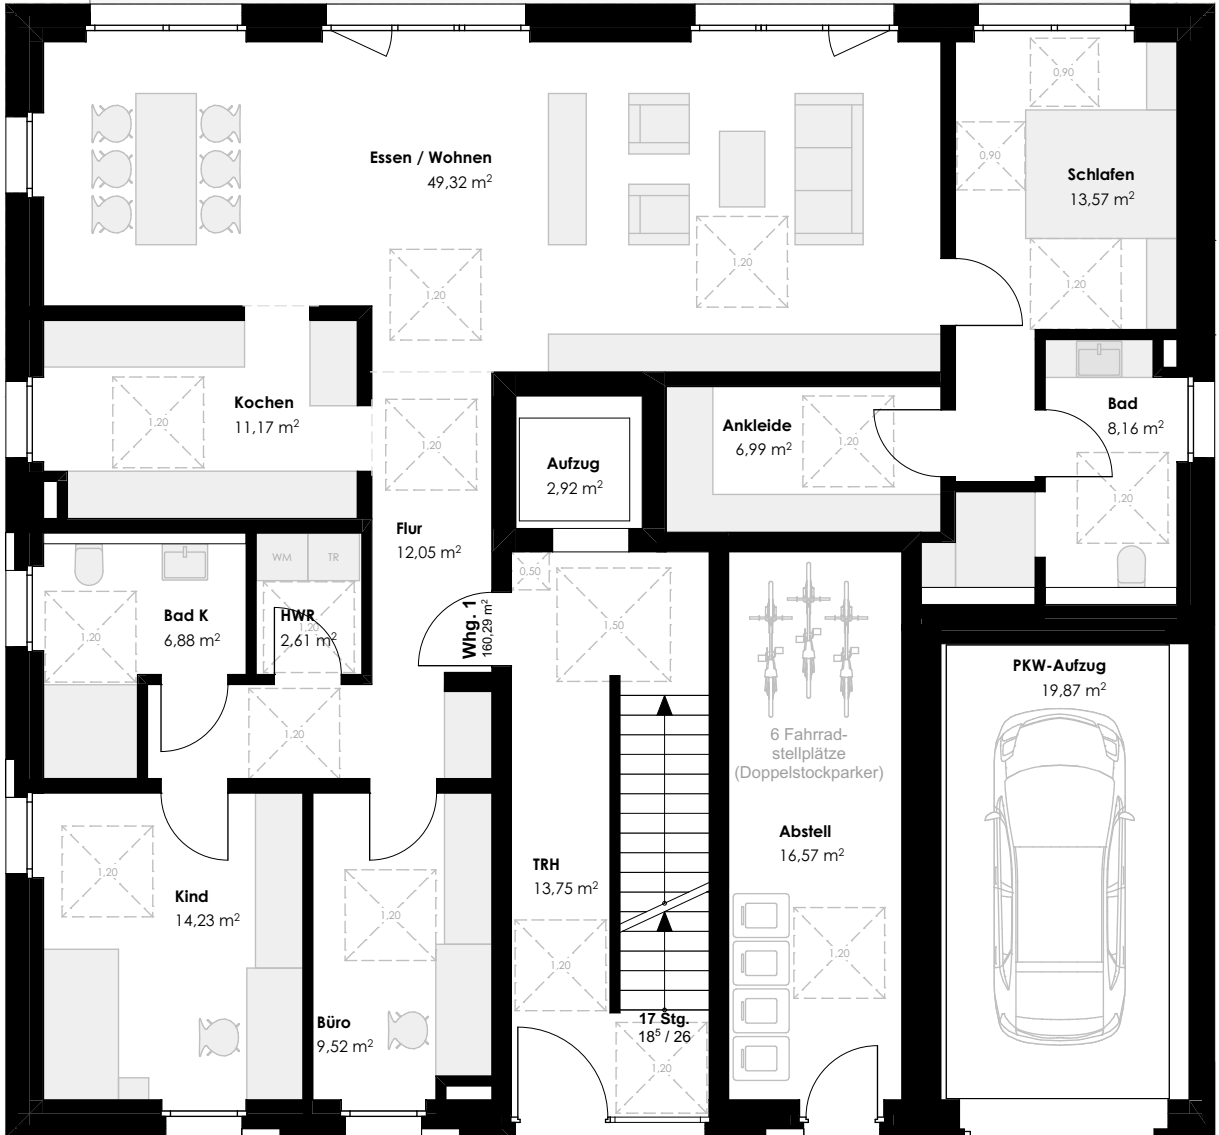 0,90
Essen / Wohnen
49,32 m²
0,90
Schlafen
13,57 m²
1,20
1,20
1,20
Kochen
11,17 m²
1,20
1,20
Aufzug
2,92 m²
Ankleide
6,99 m²
1,20
Bad
8,16 m²
1,20
Flur
12,05 m²
WM
TR
0,50
Bad K
6,88 m²
1,20
HWR
2,61 m²
1,20
Whg. 1
160,29 m²
1,50
PKW-Aufzug
19,87 m²
1,20
6 Fahrrad-
stellplätze
(Doppelstockparker)
Abstell
16,57 m²
TRH
13,75 m²
1,20
Kind
14,23 m²
1,20
1,20
1,20
Büro
9,52 m²
17 Stg.
18⁵ / 26
1,20